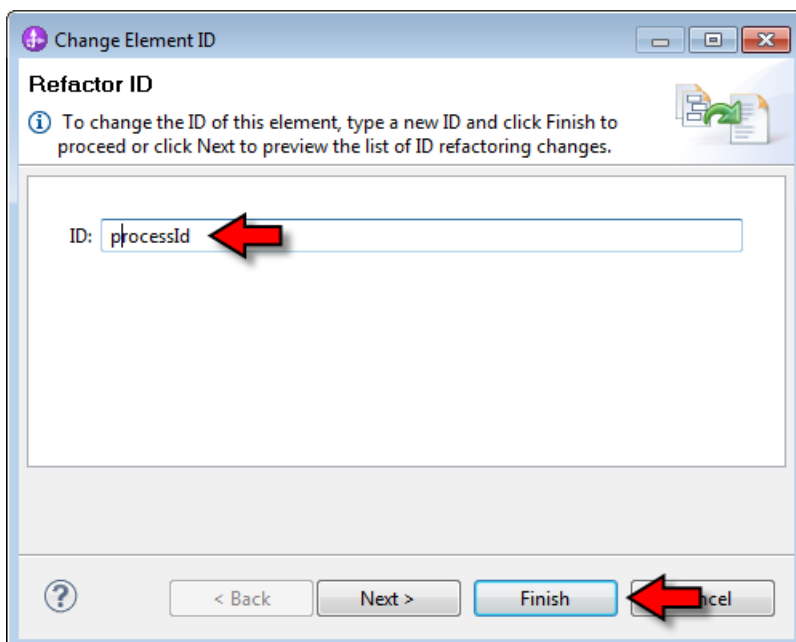 Change Element ID
Refactor ID
To change the ID of this element, type a new ID and click Finish to
proceed or click Next to preview the list of ID refactoring changes.
ID: processId
< Back Next > Finish ncel